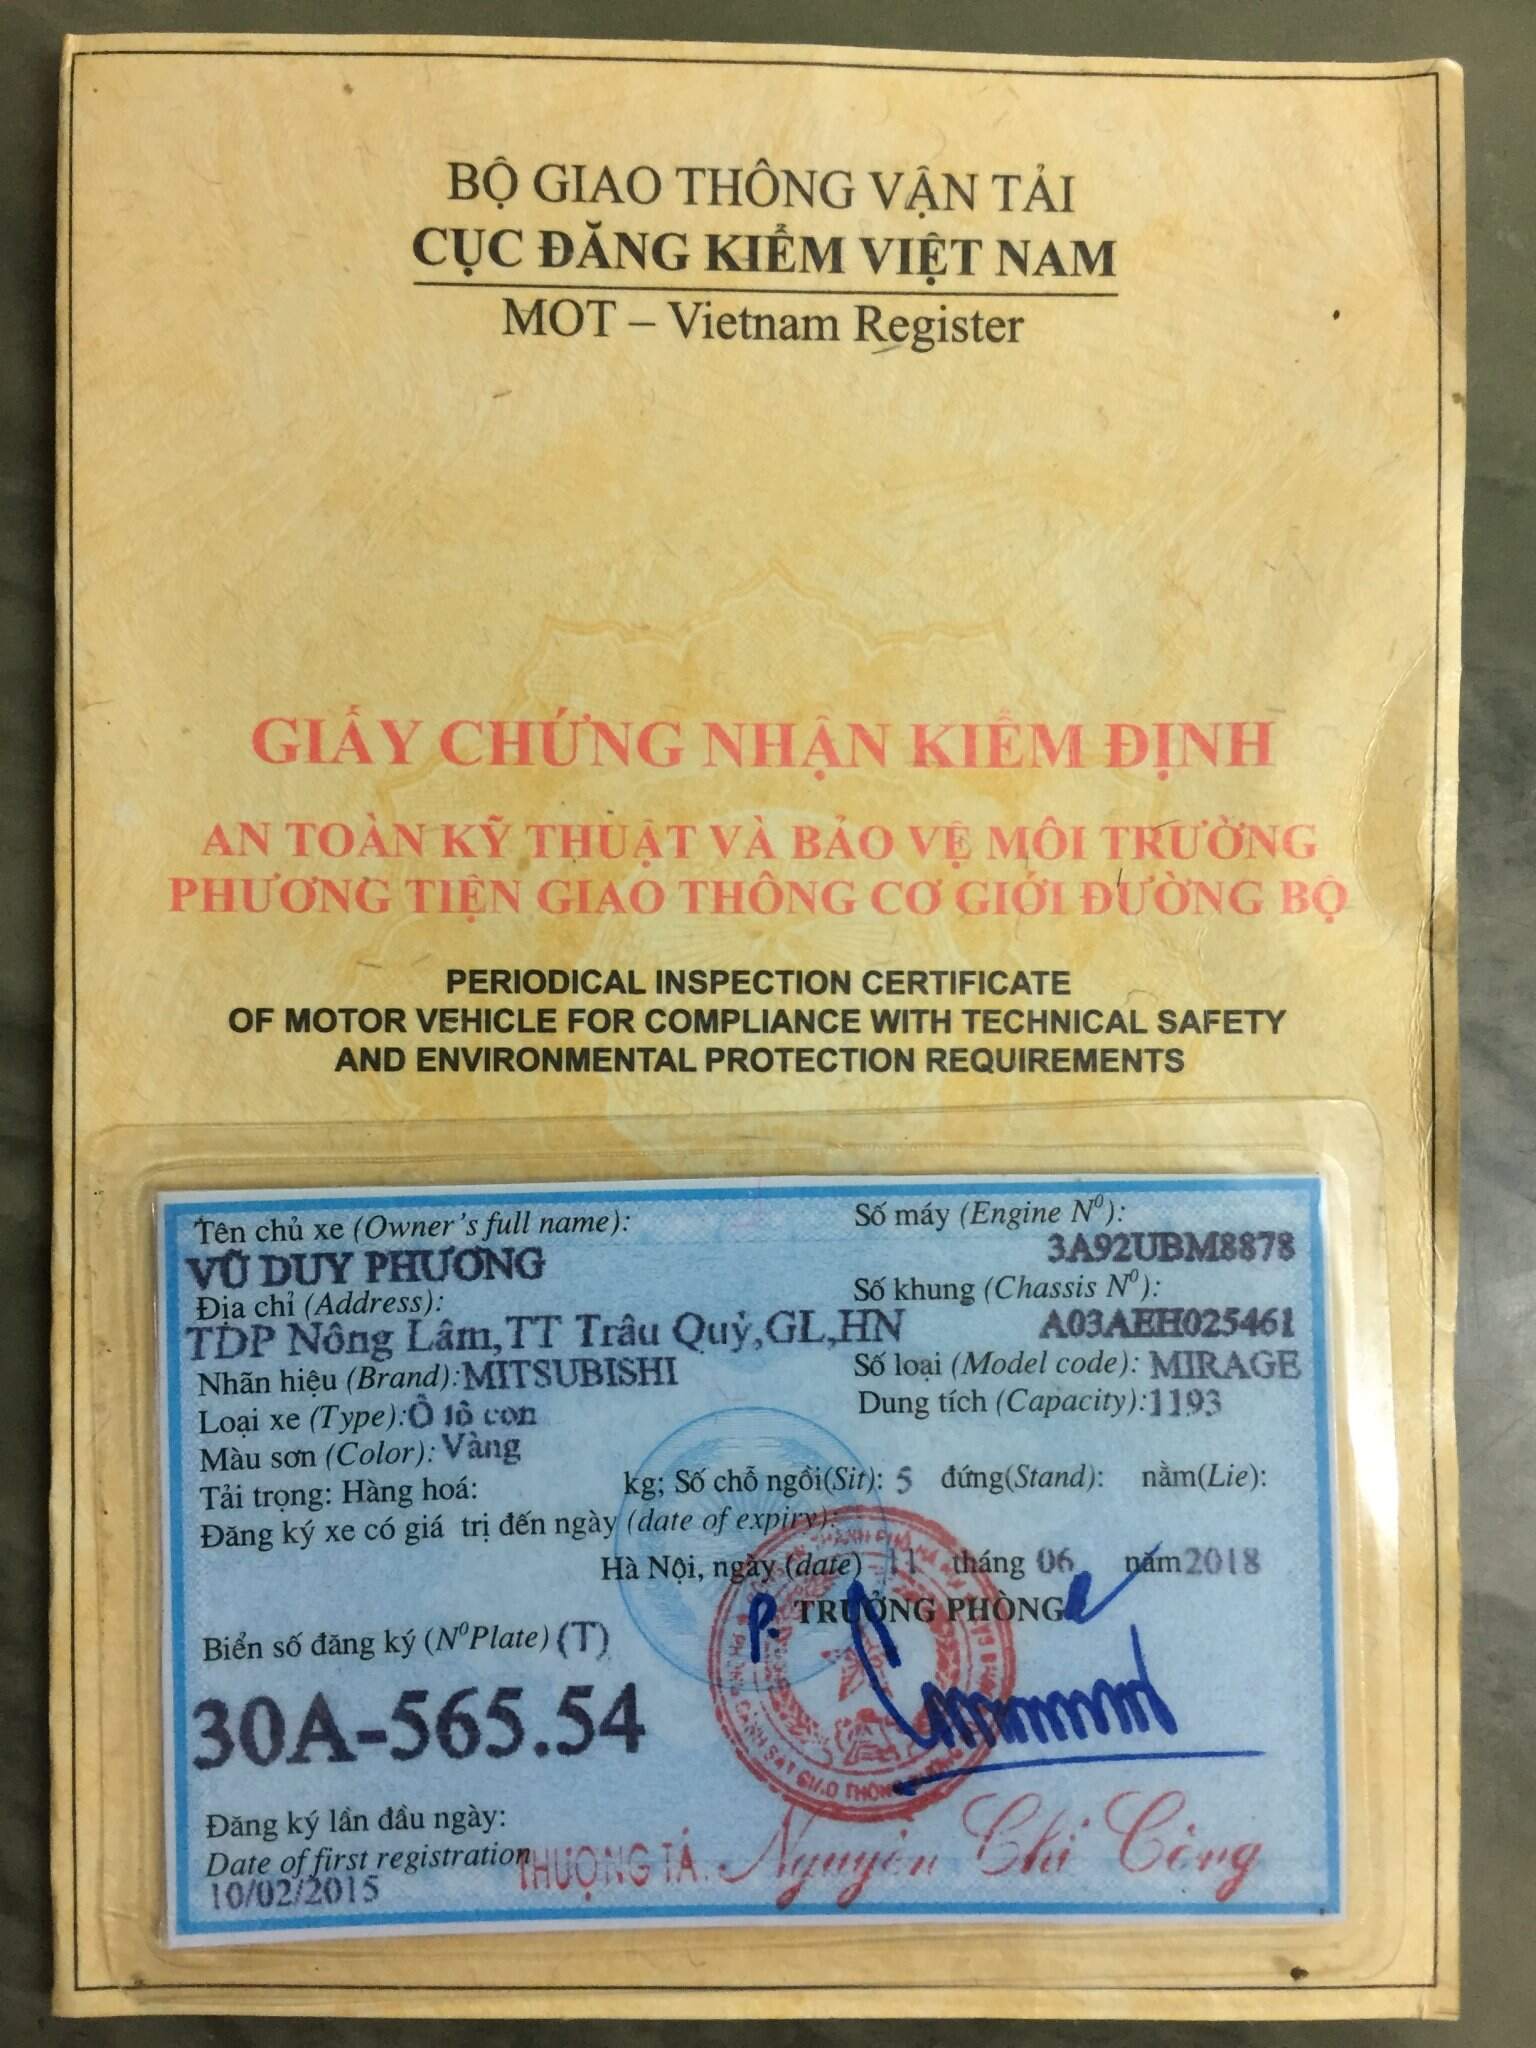 BỘ GIAO THÔNG VẬN TẢI
CỤC ĐĂNG KIỂM VIỆT NAM
MOT – Vietnam Register
GIẤY CHỨNG NHẬN KIỂM ĐỊNH
AN TOÀN KỸ THUẬT VÀ BẢO VỆ MÔI TRƯỜNG
PHƯƠNG TIỆN GIAO THÔNG CƠ GIỚI ĐƯỜNG BỘ
PERIODICAL INSPECTION CERTIFICATE
OF MOTOR VEHICLE FOR COMPLIANCE WITH TECHNICAL SAFETY
AND ENVIRONMENTAL PROTECTION REQUIREMENTS
Tên chủ xe (Owner's full name):
VŨ DUY PHƯƠNG
Địa chỉ (Address):
TDP Nông Lâm,TT Trâu Quỳ,GL,HN
Nhãn hiệu (Brand):MITSUBISHI
Loại xe (Type):Ô tô con
Màu sơn (Color):Vàng
Số máy (Engine Nº):
3A92UBM8878
Số khung (Chassis Nº):
A03AEH025461
Số loại (Model code): MIRAGE
Dung tích (Capacity):1193
Tải trọng: Hàng hoá: kg; Số chỗ ngồi(Sit): 5 đứng(Stand): nằm(Lie):
Đăng ký xe có giá trị đến ngày (date of expiry):
Hà Nội, ngày (date) 11 tháng 06 năm 2018
P. TRƯỞNG PHÒNG
Biển số đăng ký (NºPlate) (T)
30A-565.54
Đăng ký lần đầu ngày:
Date of first registration
10/02/2015
THƯỢNG TÁ. Nguyễn Chí Công